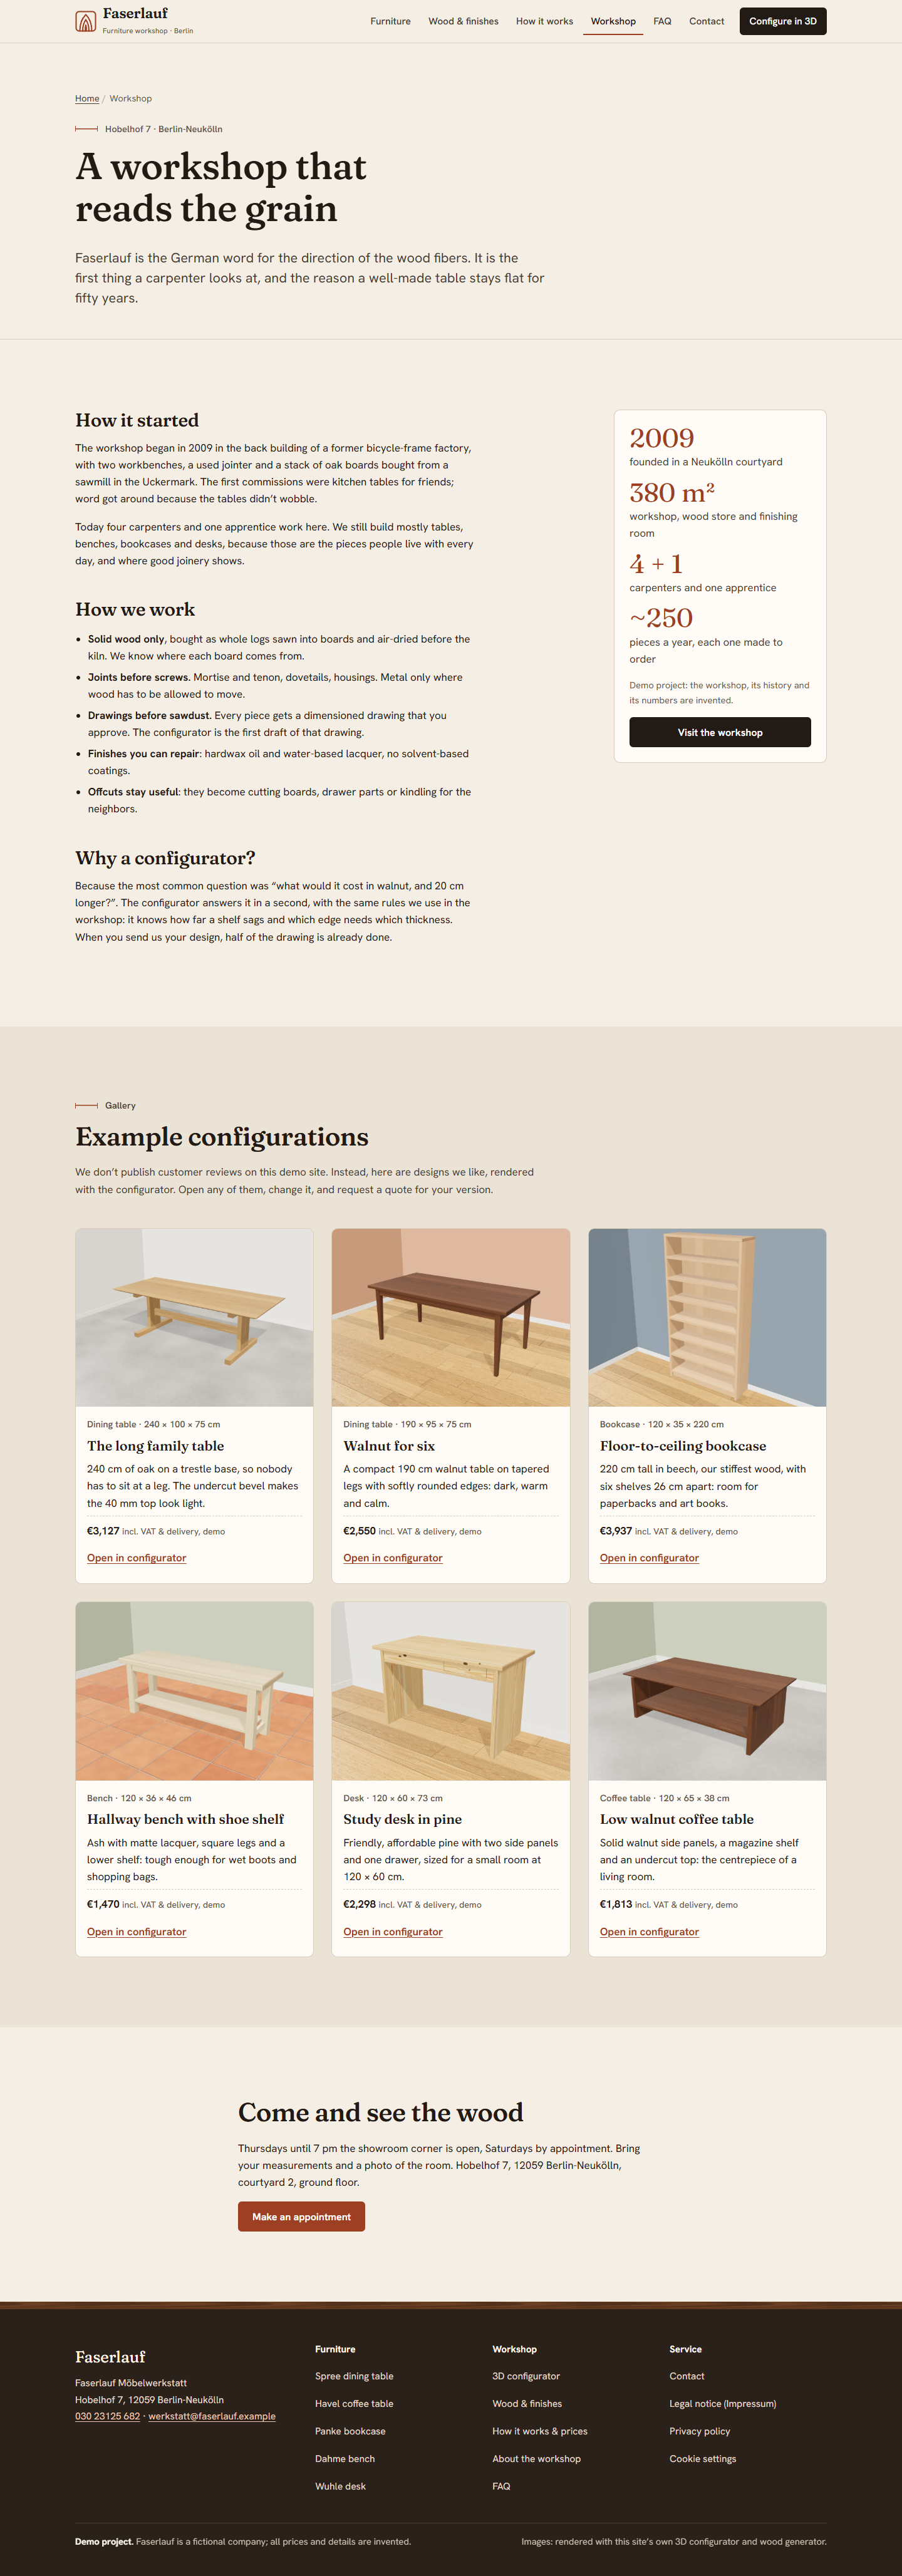 Faserlauf
Furniture workshop · Berlin
Furniture
Wood & finishes
How it works
Workshop
FAQ
Contact
Configure in 3D
Home / Workshop
Hobelhof 7 · Berlin-Neukölln
A workshop that
reads the grain
Faserlauf is the German word for the direction of the wood fibers. It is the
first thing a carpenter looks at, and the reason a well-made table stays flat for
fifty years.
How it started
The workshop began in 2009 in the back building of a former bicycle-frame factory,
with two workbenches, a used jointer and a stack of oak boards bought from a
sawmill in the Uckermark. The first commissions were kitchen tables for friends;
word got around because the tables didn’t wobble.
Today four carpenters and one apprentice work here. We still build mostly tables,
benches, bookcases and desks, because those are the pieces people live with every
day, and where good joinery shows.
How we work
• Solid wood only, bought as whole logs sawn into boards and air-dried before the
kiln. We know where each board comes from.
• Joints before screws. Mortise and tenon, dovetails, housings. Metal only where
wood has to be allowed to move.
• Drawings before sawdust. Every piece gets a dimensioned drawing that you
approve. The configurator is the first draft of that drawing.
• Finishes you can repair: hardwax oil and water-based lacquer, no solvent-based
coatings.
• Offcuts stay useful: they become cutting boards, drawer parts or kindling for the
neighbors.
Why a configurator?
Because the most common question was “what would it cost in walnut, and 20 cm
longer?”. The configurator answers it in a second, with the same rules we use in the
workshop: it knows how far a shelf sags and which edge needs which thickness.
When you send us your design, half of the drawing is already done.
2009
founded in a Neukölln courtyard
380 m²
workshop, wood store and finishing
room
4 + 1
carpenters and one apprentice
~250
pieces a year, each one made to
order
Demo project: the workshop, its history and
its numbers are invented.
Visit the workshop
Gallery
Example configurations
We don’t publish customer reviews on this demo site. Instead, here are designs we like, rendered
with the configurator. Open any of them, change it, and request a quote for your version.
Dining table · 240 × 100 × 75 cm
The long family table
240 cm of oak on a trestle base, so nobody
has to sit at a leg. The undercut bevel makes
the 40 mm top look light.
€3,127 incl. VAT & delivery, demo
Open in configurator
Dining table · 190 × 95 × 75 cm
Walnut for six
A compact 190 cm walnut table on tapered
legs with softly rounded edges: dark, warm
and calm.
€2,550 incl. VAT & delivery, demo
Open in configurator
Bookcase · 120 × 35 × 220 cm
Floor-to-ceiling bookcase
220 cm tall in beech, our stiffest wood, with
six shelves 26 cm apart: room for
paperbacks and art books.
€3,937 incl. VAT & delivery, demo
Open in configurator
Bench · 120 × 36 × 46 cm
Hallway bench with shoe shelf
Ash with matte lacquer, square legs and a
lower shelf: tough enough for wet boots and
shopping bags.
€1,470 incl. VAT & delivery, demo
Open in configurator
Desk · 120 × 60 × 73 cm
Study desk in pine
Friendly, affordable pine with two side panels
and one drawer, sized for a small room at
120 × 60 cm.
€2,298 incl. VAT & delivery, demo
Open in configurator
Coffee table · 120 × 65 × 38 cm
Low walnut coffee table
Solid walnut side panels, a magazine shelf
and an undercut top: the centrepiece of a
living room.
€1,813 incl. VAT & delivery, demo
Open in configurator
Come and see the wood
Thursdays until 7 pm the showroom corner is open, Saturdays by appointment. Bring
your measurements and a photo of the room. Hobelhof 7, 12059 Berlin-Neukölln,
courtyard 2, ground floor.
Make an appointment
Faserlauf
Faserlauf Möbelwerkstatt
Hobelhof 7, 12059 Berlin-Neukölln
030 23125 682 · werkstatt@faserlauf.example
Furniture
Spree dining table
Havel coffee table
Panke bookcase
Dahme bench
Wuhle desk
Workshop
3D configurator
Wood & finishes
How it works & prices
About the workshop
FAQ
Service
Contact
Legal notice (Impressum)
Privacy policy
Cookie settings
Demo project. Faserlauf is a fictional company; all prices and details are invented.
Images: rendered with this site’s own 3D configurator and wood generator.